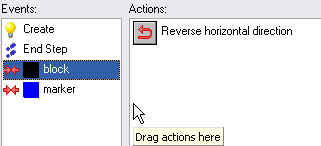 Events:
Create
End Step
block
marker
Actions:
Reverse horizontal direction
Drag actions here